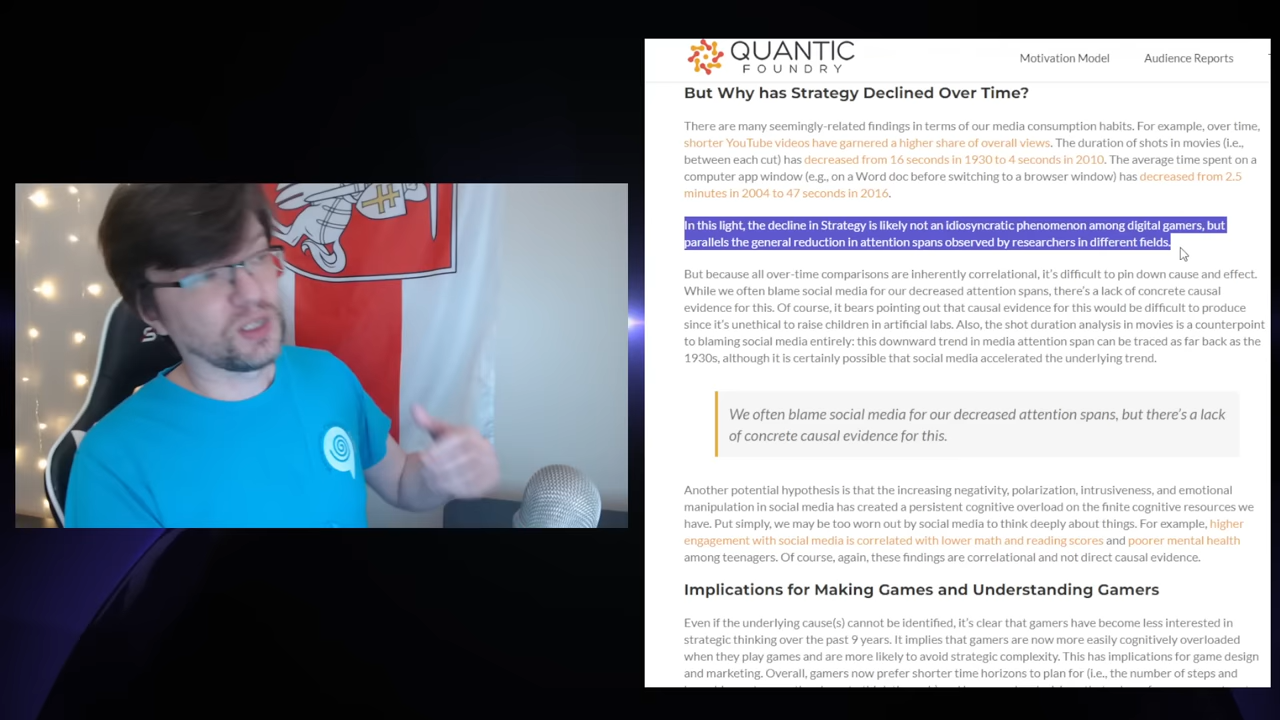 QUANTIC
FOUNDRY
Motivation Model
Audience Reports
But Why has Strategy Declined Over Time?
There are many seemingly-related findings in terms of our media consumption habits. For example, over time,
shorter YouTube videos have garnered a higher share of overall views. The duration of shots in movies (i.e.,
between each cut) has decreased from 16 seconds in 1930 to 4 seconds in 2010. The average time spent on a
computer app window (e.g., on a Word doc before switching to a browser window) has decreased from 2.5
minutes in 2004 to 47 seconds in 2016.
In this light, the decline in Strategy is likely not an idiosyncratic phenomenon among digital gamers, but
parallels the general reduction in attention spans observed by researchers in different fields.
But because all over-time comparisons are inherently correlational, it's difficult to pin down cause and effect.
While we often blame social media for our decreased attention spans, there's a lack of concrete causal
evidence for this. Of course, it bears pointing out that causal evidence for this would be difficult to produce
since it's unethical to raise children in artificial labs. Also, the shot duration analysis in movies is a counterpoint
to blaming social media entirely: this downward trend in media attention span can be traced as far back as the
1930s, although it is certainly possible that social media accelerated the underlying trend.
We often blame social media for our decreased attention spans, but there's a lack
of concrete causal evidence for this.
Another potential hypothesis is that the increasing negativity, polarization, intrusiveness, and emotional
manipulation in social media has created a persistent cognitive overload on the finite cognitive resources we
have. Put simply, we may be too worn out by social media to think deeply about things. For example, higher
engagement with social media is correlated with lower math and reading scores and poorer mental health
among teenagers. Of course, again, these findings are correlational and not direct causal evidence.
Implications for Making Games and Understanding Gamers
Even if the underlying cause(s) cannot be identified, it's clear that gamers have become less interested in
strategic thinking over the past 9 years. It implies that gamers are now more easily cognitively overloaded
when they play games and are more likely to avoid strategic complexity. This has implications for game design
and marketing. Overall, gamers now prefer shorter time horizons to plan for (i.e., the number of steps and